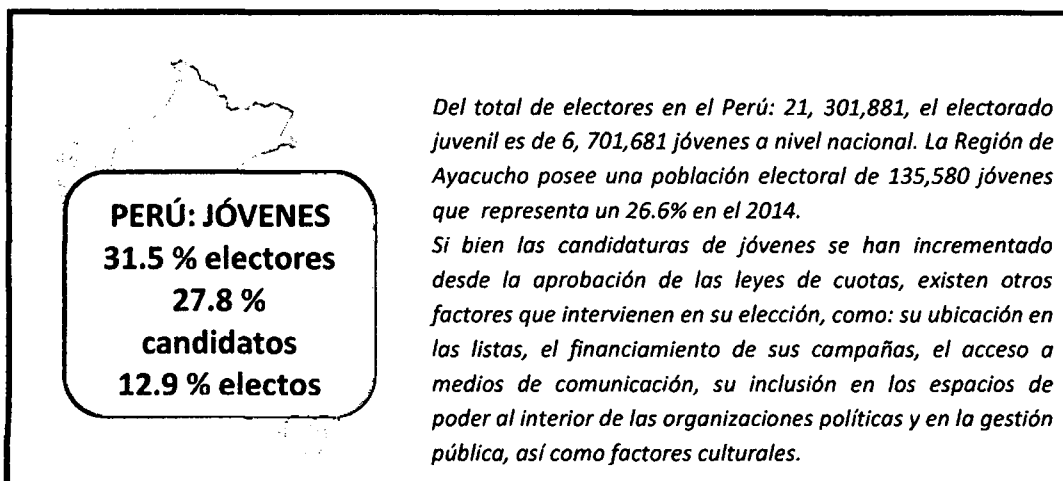 PERÚ: JÓVENES
31.5 % electores
27.8 %
candidatos
12.9 % electos
Del total de electores en el Perú: 21, 301,881, el electorado
juvenil es de 6, 701,681 jóvenes a nivel nacional. La Región de
Ayacucho posee una población electoral de 135,580 jóvenes
que representa un 26.6% en el 2014.
Si bien las candidaturas de jóvenes se han incrementado
desde la aprobación de las leyes de cuotas, existen otros
factores que intervienen en su elección, como: su ubicación en
las listas, el financiamiento de sus campañas, el acceso a
medios de comunicación, su inclusión en los espacios de
poder al interior de las organizaciones políticas y en la gestión
pública, así como factores culturales.